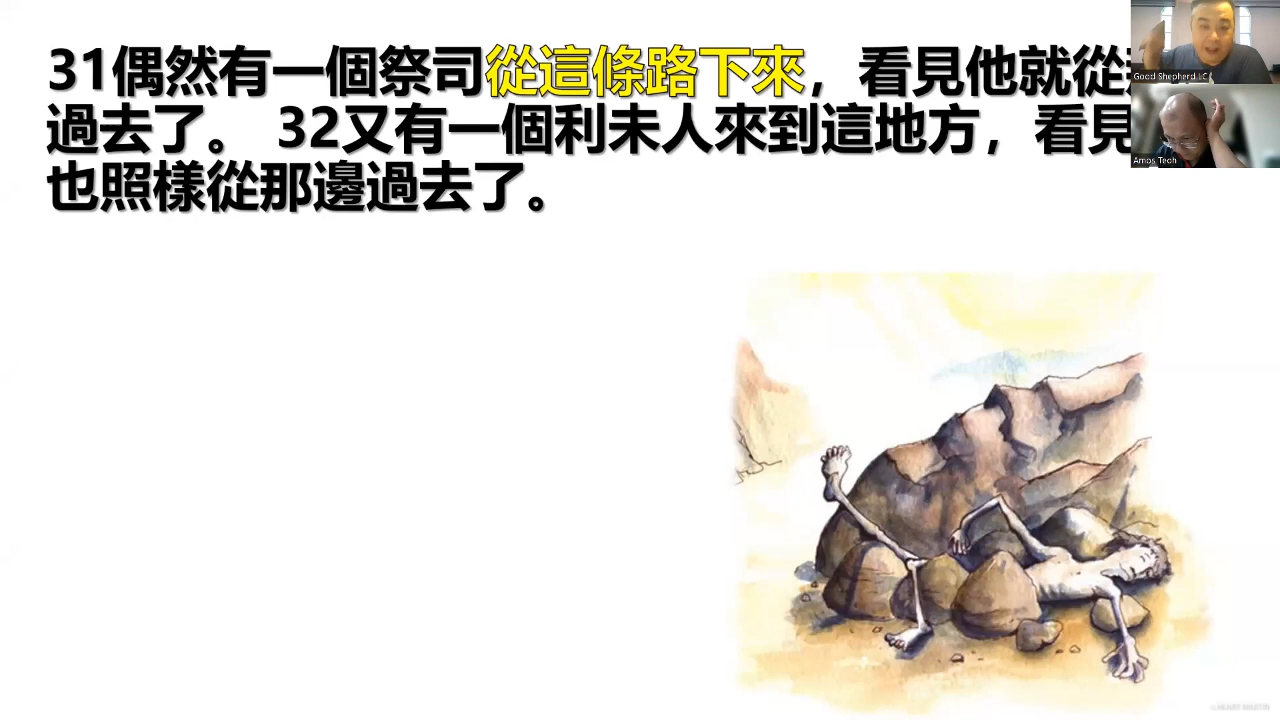 31偶然有一個祭司從這條路下來，看見他就從
過去了。 32又有一個利未人來到這地方，看見
也照樣從那邊過去了。
Good Shepherd LC
Amos Teoh